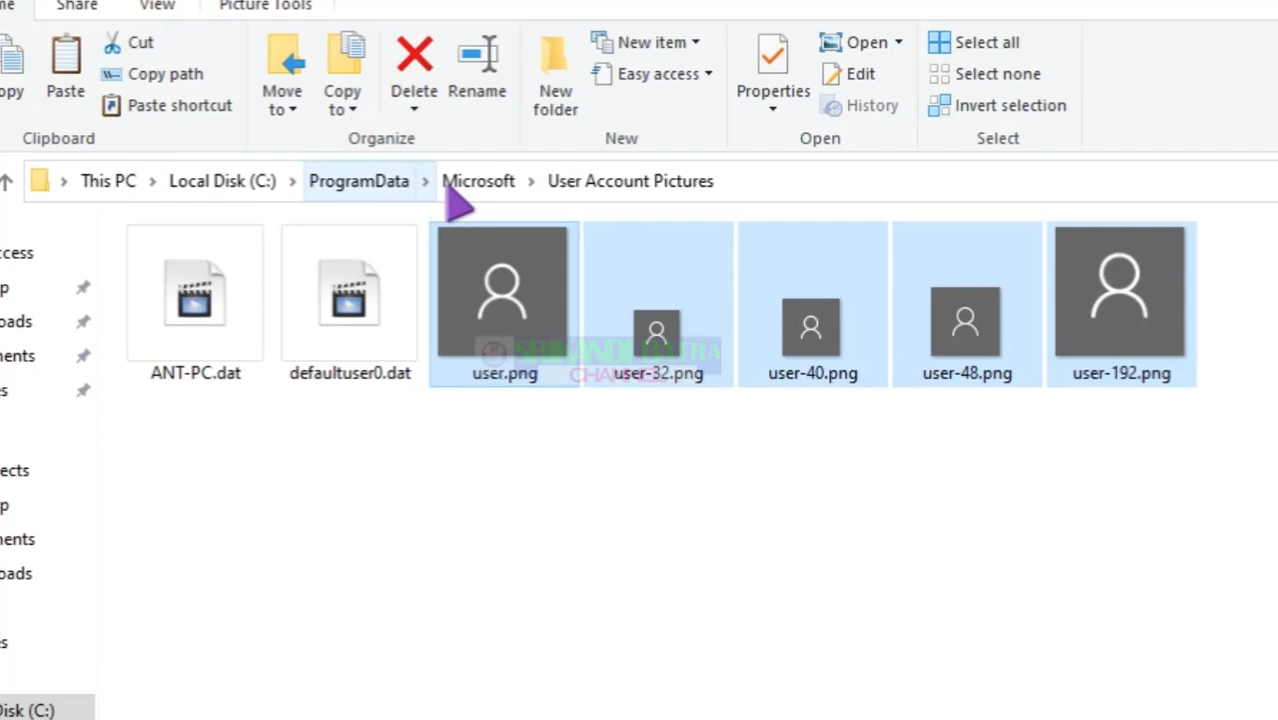 me Share View Picture Tools
opy
Paste
Cut
Copy path
Paste shortcut
Clipboard
Move to
Copy to
Delete
Rename
Organize
New folder
New item
Easy access
New
Properties
Open
Edit
History
Open
Select all
Select none
Invert selection
Select
This PC Local Disk (C:) ProgramData Microsoft User Account Pictures
ccess
p
oads
ments
s
ects
p
ments
oads
s
Disk (C:)
ANT-PC.dat defaultuser0.dat user.png user-32.png user-40.png user-48.png user-192.png
CHANNEL